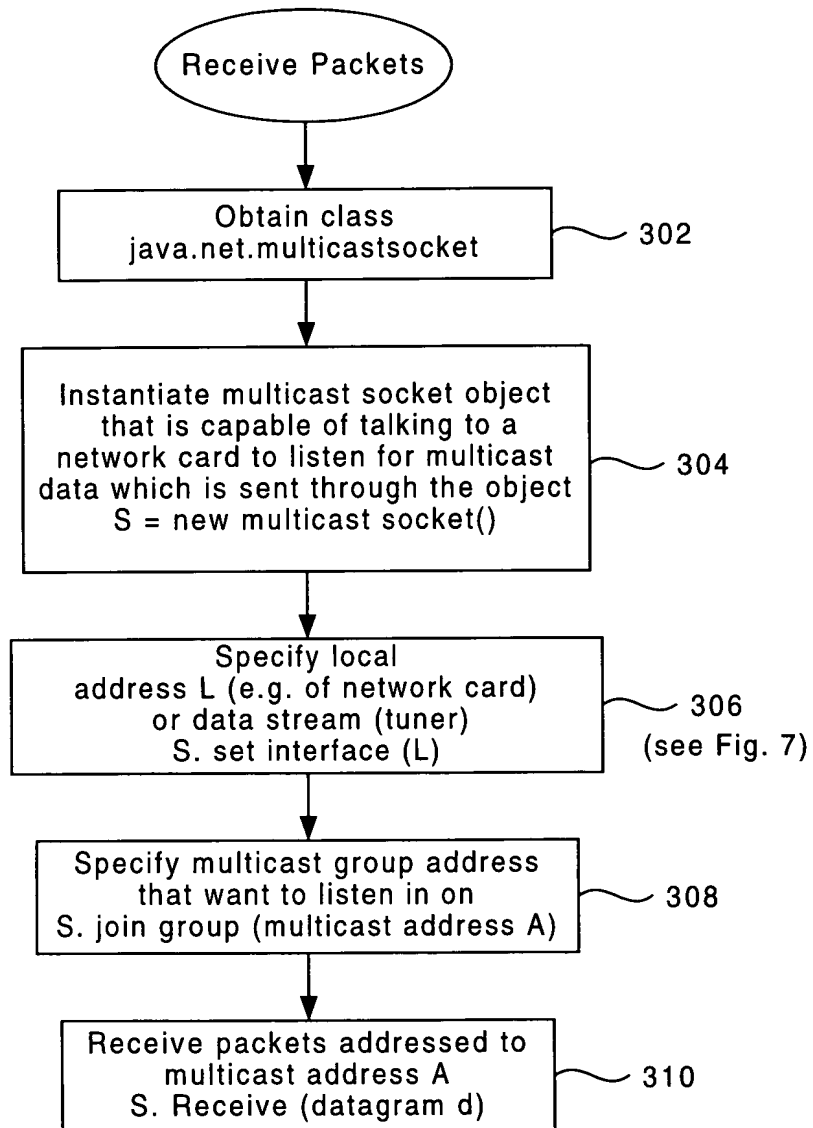 Receive Packets
Obtain class
java.net.multicastsocket
302
Instantiate multicast socket object
that is capable of talking to a
network card to listen for multicast
data which is sent through the object
S = new multicast socket()
304
Specify local
address L (e.g. of network card)
or data stream (tuner)
S. set interface (L)
306
(see Fig. 7)
Specify multicast group address
that want to listen in on
S. join group (multicast address A)
308
Receive packets addressed to
multicast address A
S. Receive (datagram d)
310